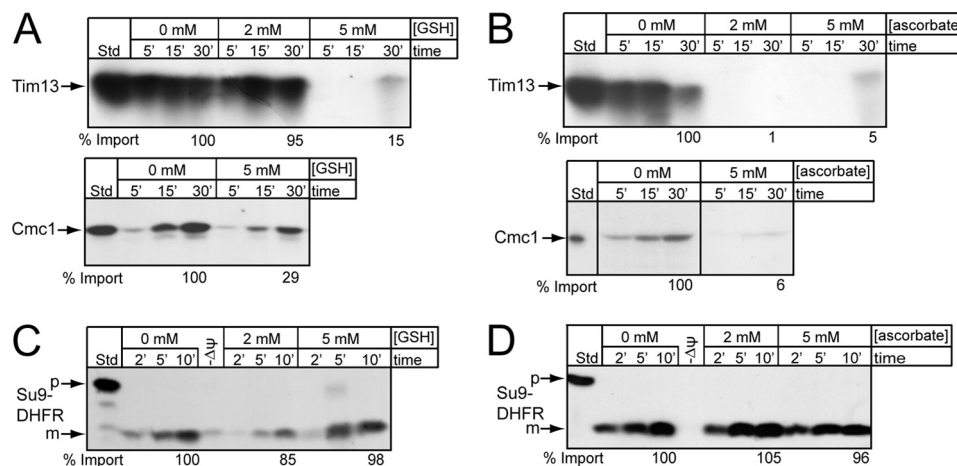 A
Std
0 mM 2 mM 5 mM [GSH]
5' 15' 30' 5' 15' 30' 5' 15' 30' time
Tim13
% Import 100 95 15
0 mM 5 mM [GSH]
Std 5' 15' 30' 5' 15' 30' time
Cmc1
% Import 100 29
B
Std
0 mM 2 mM 5 mM [ascorbate]
5' 15' 30' 5' 15' 30' 5' 15' 30' time
Tim13
% Import 100 1 5
0 mM 5 mM [ascorbate]
Std 5' 15' 30' 5' 15' 30' time
Cmc1
% Import 100 6
C
0 mM -ΔΨ 2 mM 5 mM [GSH]
Std 2' 5' 10' 2' 5' 10' 2' 5' 10' time
p
Su9-
DHFR
m
% Import 100 85 98
D
0 mM -ΔΨ 2 mM 5 mM [ascorbate]
Std 2' 5' 10' 2' 5' 10' 2' 5' 10' time
p
Su9-
DHFR
m
% Import 100 105 96